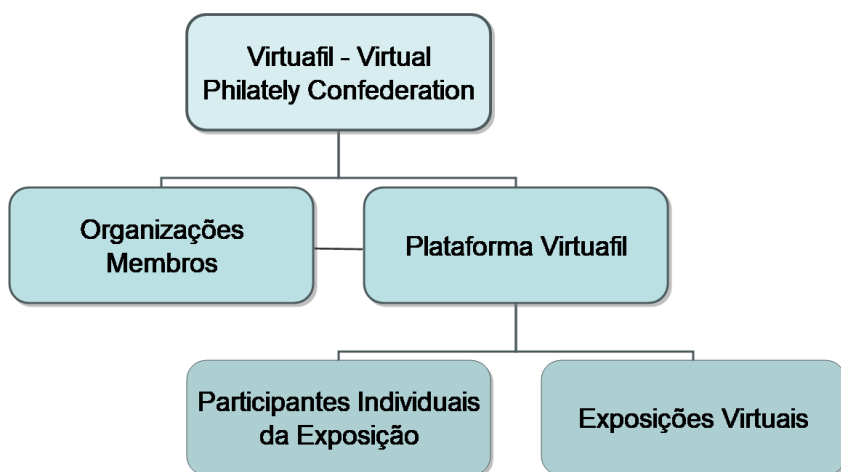 Virtuafil - Virtual
Philately Confederation
Organizações
Membros
Plataforma Virtuafil
Participantes Individuais
da Exposição
Exposições Virtuais